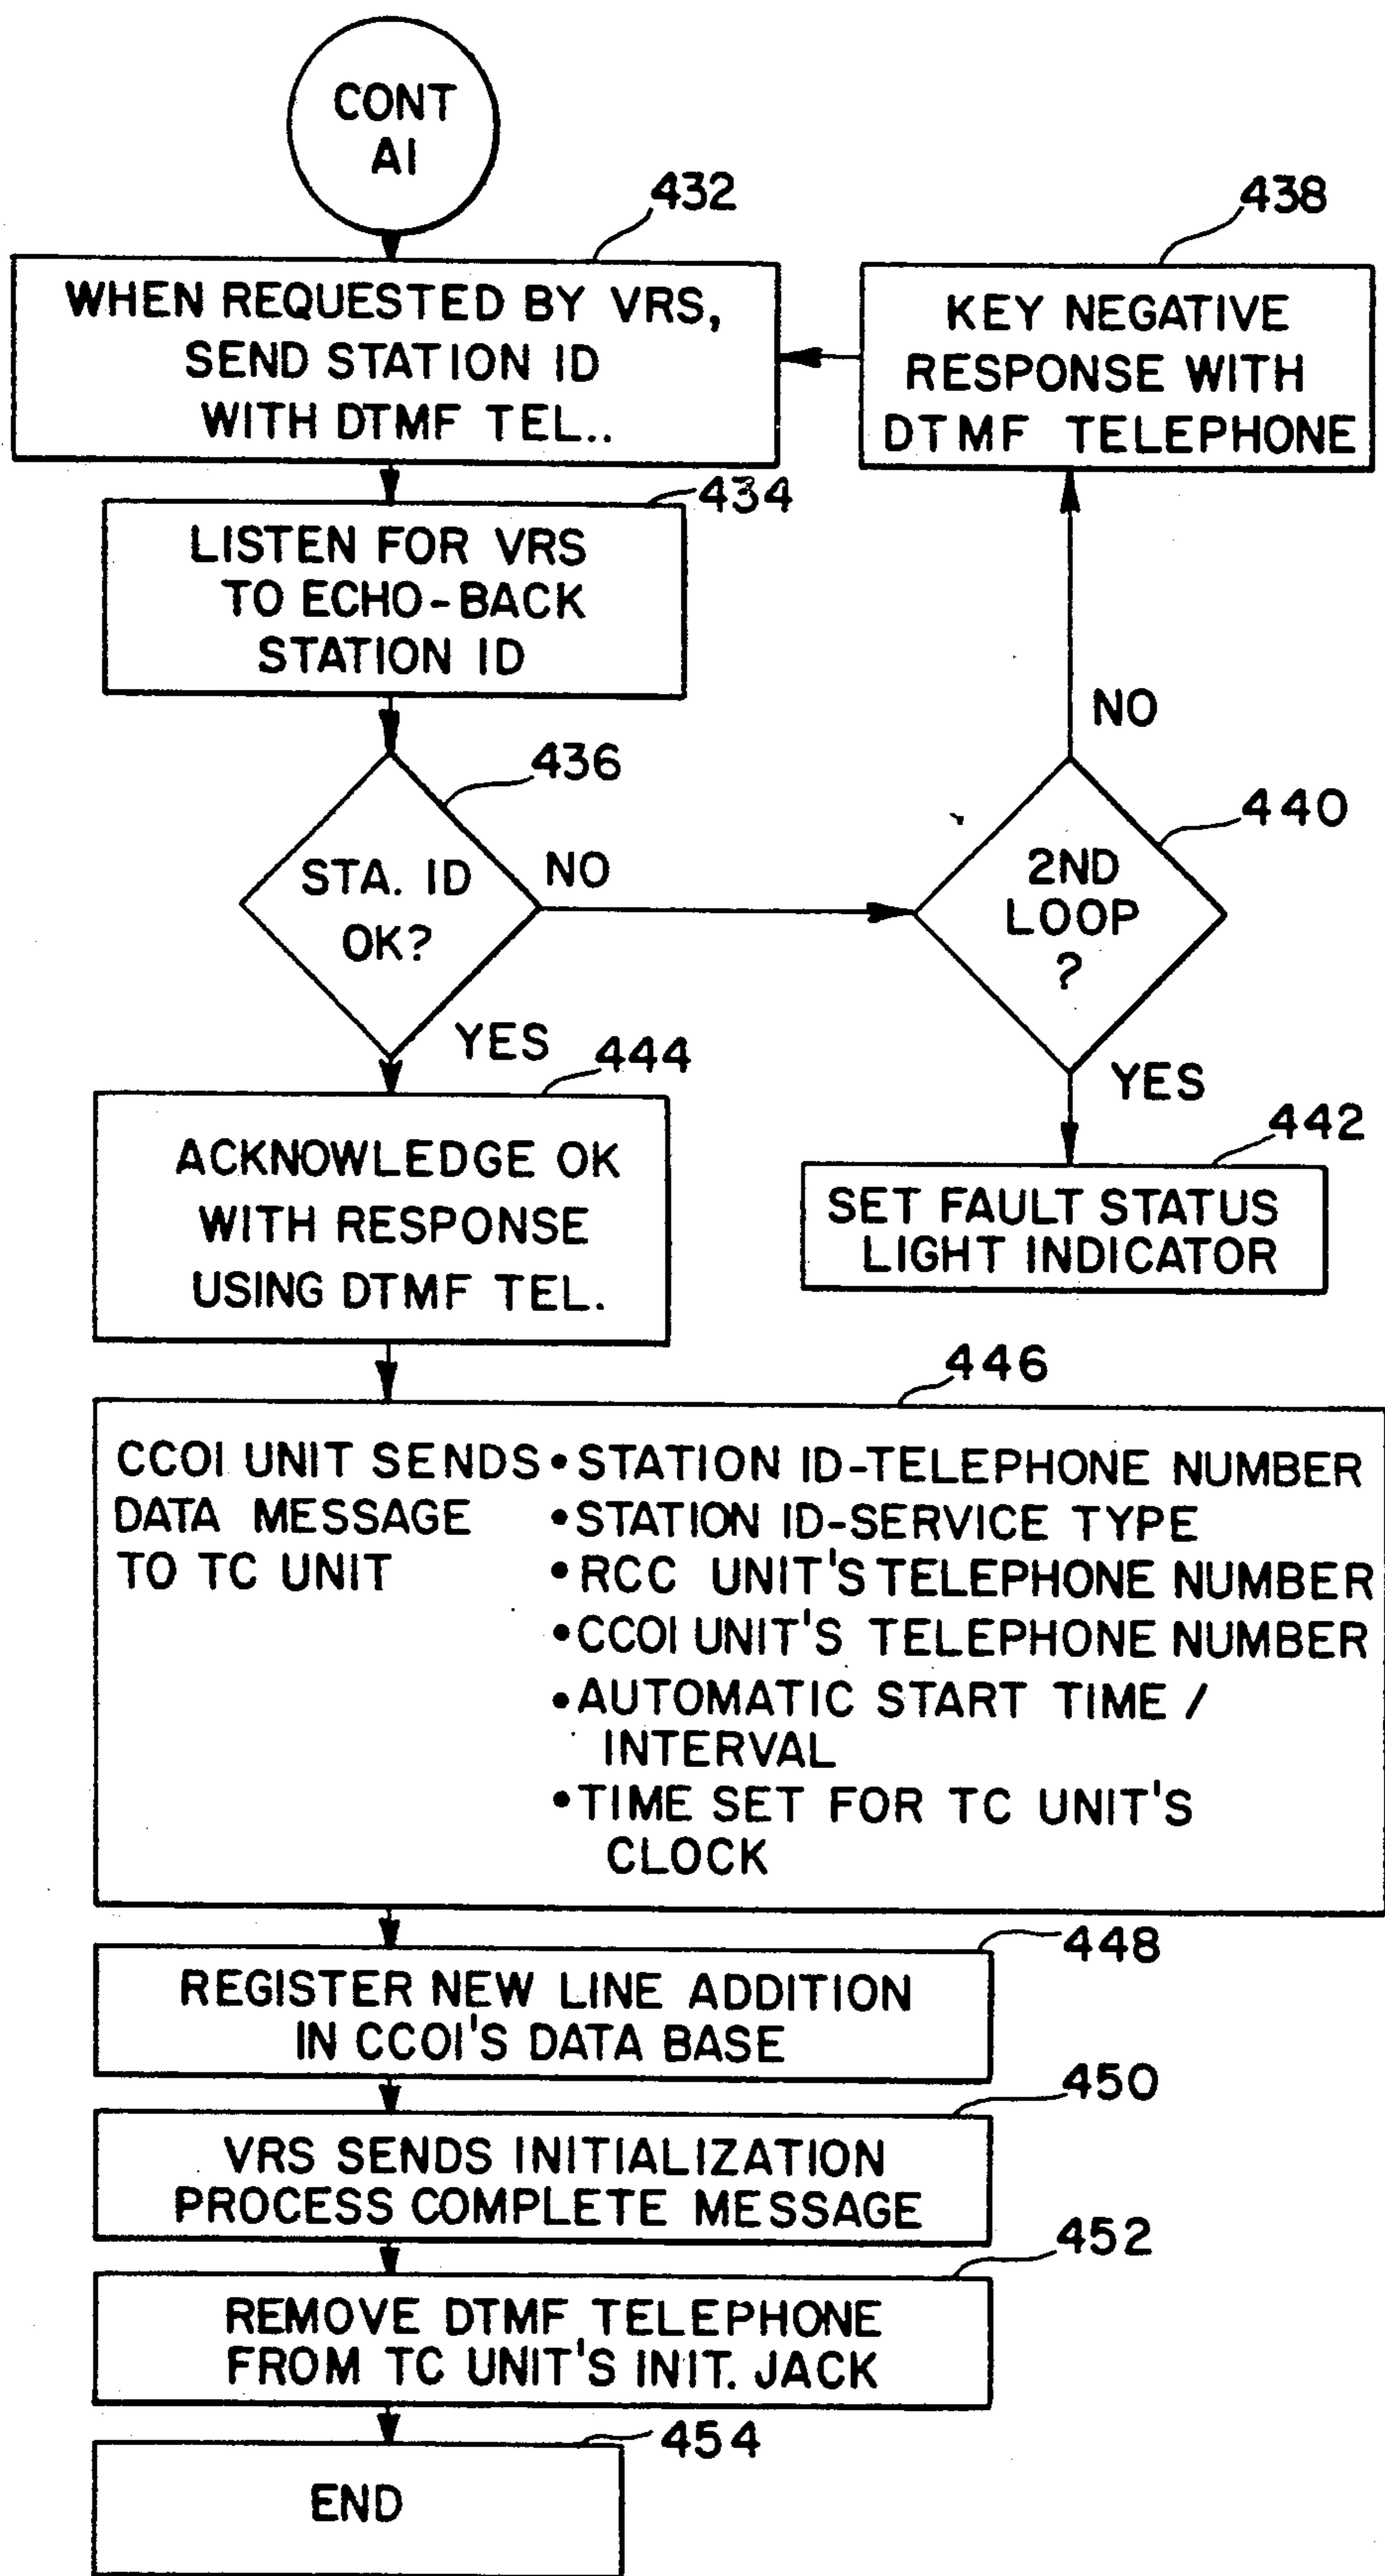 CONT
A1
432
WHEN REQUESTED BY VRS,
SEND STATION ID
WITH DTMF TEL..
438
KEY NEGATIVE
RESPONSE WITH
DTMF TELEPHONE
434
LISTEN FOR VRS
TO ECHO-BACK
STATION ID
436
STA. ID
OK?
NO
YES
440
2ND
LOOP
?
NO
YES
442
SET FAULT STATUS
LIGHT INDICATOR
444
ACKNOWLEDGE OK
WITH RESPONSE
USING DTMF TEL.
446
CCOI UNIT SENDS
DATA MESSAGE
TO TC UNIT
•STATION ID-TELEPHONE NUMBER
•STATION ID-SERVICE TYPE
•RCC UNIT'S TELEPHONE NUMBER
•CCOI UNIT'S TELEPHONE NUMBER
•AUTOMATIC START TIME /
INTERVAL
•TIME SET FOR TC UNIT'S
CLOCK
448
REGISTER NEW LINE ADDITION
IN CCOI'S DATA BASE
450
VRS SENDS INITIALIZATION
PROCESS COMPLETE MESSAGE
452
REMOVE DTMF TELEPHONE
FROM TC UNIT'S INIT. JACK
454
END